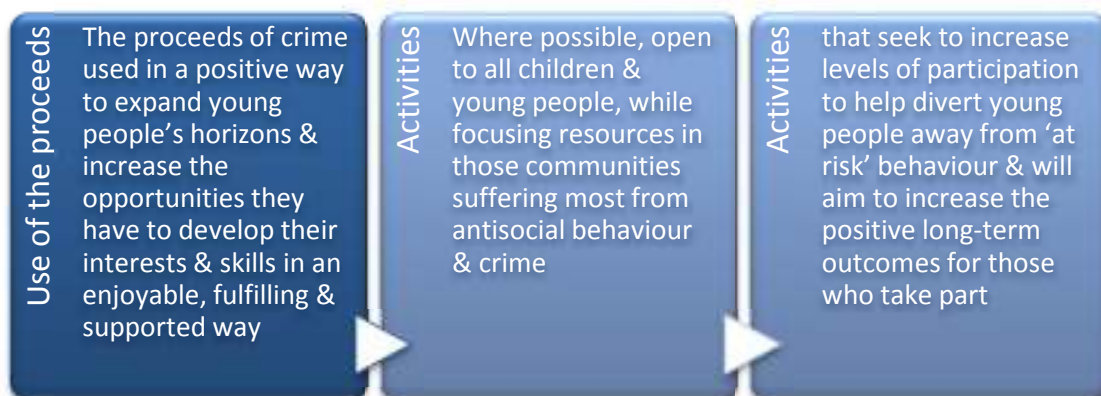 Use of the proceeds
The proceeds of crime
used in a positive way
to expand young
people's horizons &
increase the
opportunities they
have to develop their
interests & skills in an
enjoyable, fulfilling &
supported way
Activities
Where possible, open
to all children &
young people, while
focusing resources in
those communities
suffering most from
antisocial behaviour
& crime
Activities
that seek to increase
levels of participation
to help divert young
people away from ‘at
risk’ behaviour & will
aim to increase the
positive long-term
outcomes for those
who take part